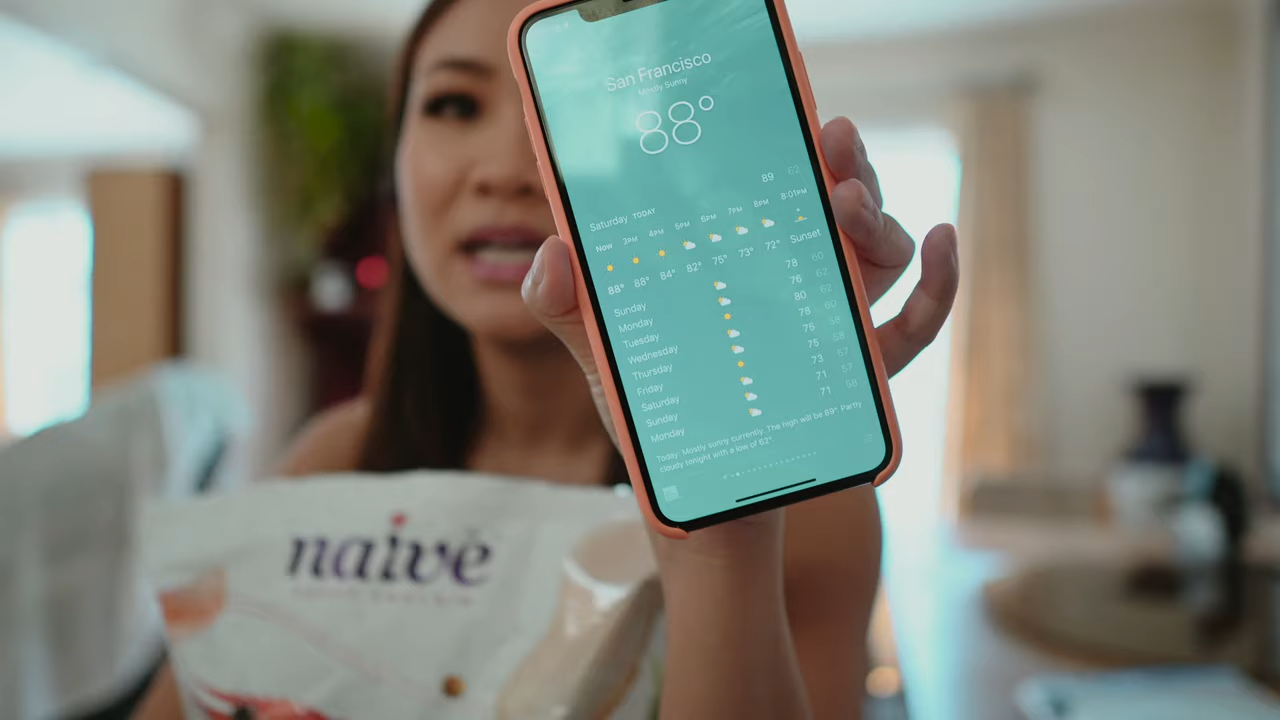 San Francisco
Mostly Sunny
88°
Saturday TODAY 89 62
Now 3PM 4PM 5PM 6PM 7PM 8PM 8:01PM
88° 88° 84° 82° 75° 73° 72° Sunset
Sunday 78 60
Monday 76 62
Tuesday 80 62
Wednesday 78 60
Thursday 75 58
Friday 75 58
Saturday 73 57
Sunday 71 57
Monday 71 58
Today: Mostly sunny currently. The high will be 89°. Partly
cloudy tonight with a low of 62°.
naivë